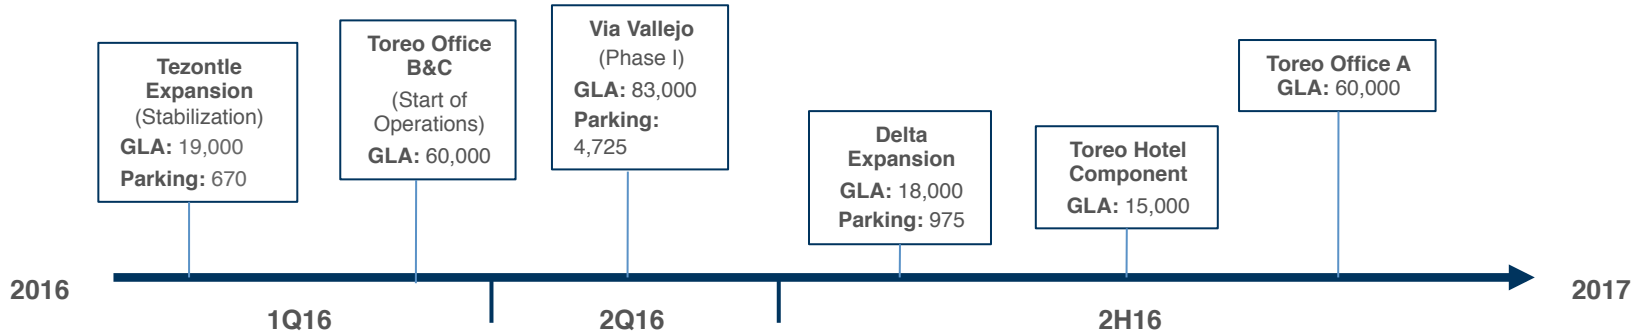 Tezontle
Expansion
(Stabilization)
GLA: 19,000
Parking: 670
Toreo Office
B&C
(Start of
Operations)
GLA: 60,000
Via Vallejo
(Phase I)
GLA: 83,000
Parking:
4,725
Delta
Expansion
GLA: 18,000
Parking: 975
Toreo Hotel
Component
GLA: 15,000
Toreo Office A
GLA: 60,000
2016
2017
1Q16
2Q16
2H16